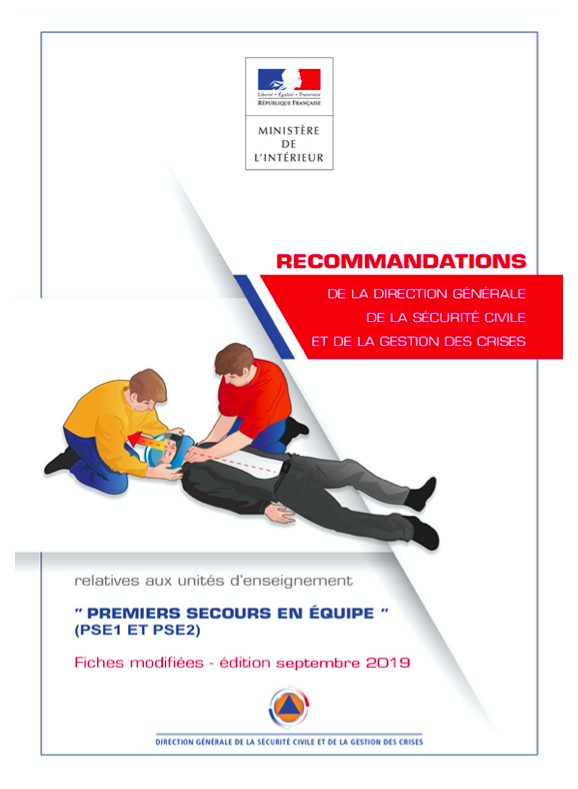 Liberté • Égalité • Fraternité
RÉPUBLIQUE FRANÇAISE
MINISTÈRE
DE
L'INTÉRIEUR
RECOMMANDATIONS
DE LA DIRECTION GÉNÉRALE
DE LA SÉCURITÉ CIVILE
ET DE LA GESTION DES CRISES
relatives aux unités d'enseignement
" PREMIERS SECOURS EN ÉQUIPE "
(PSE1 ET PSE2)
Fiches modifiées - édition septembre 2019
DIRECTION GÉNÉRALE DE LA SÉCURITÉ CIVILE ET DE LA GESTION DES CRISES